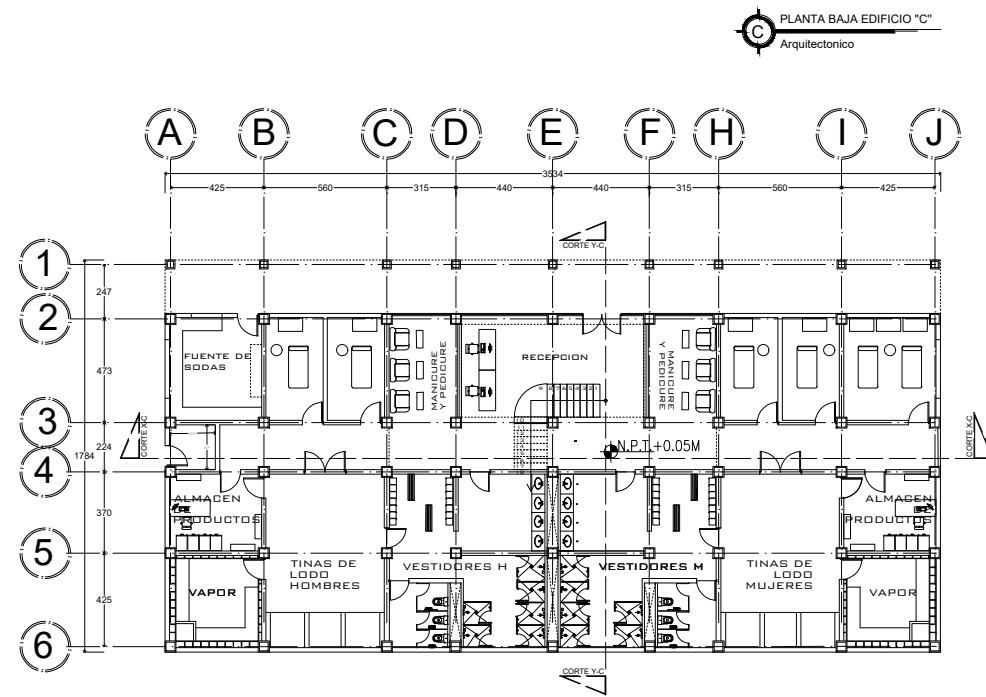 PLANTA BAJA EDIFICIO "C"
C
Arquitectonico
A B C D E F H I J
3534
425 560 315 440 440 315 560 425
CORTE Y-C
1
247
2
FUENTE DE
SODAS
MANICURE
Y PEDICURE
RECEPCION
MANICURE
Y PEDICURE
473
3
CORTE X-C
CORTE X-C
224
1784
N.P.T.+0.05M
4
ALMACEN
PRODUCTOS
ALMACEN
PRODUCTOS
370
5
TINAS DE
LODO
HOMBRES
VESTIDORES H
VESTIDORES M
TINAS DE
LODO
MUJERES
VAPOR
VAPOR
425
6
CORTE Y-C